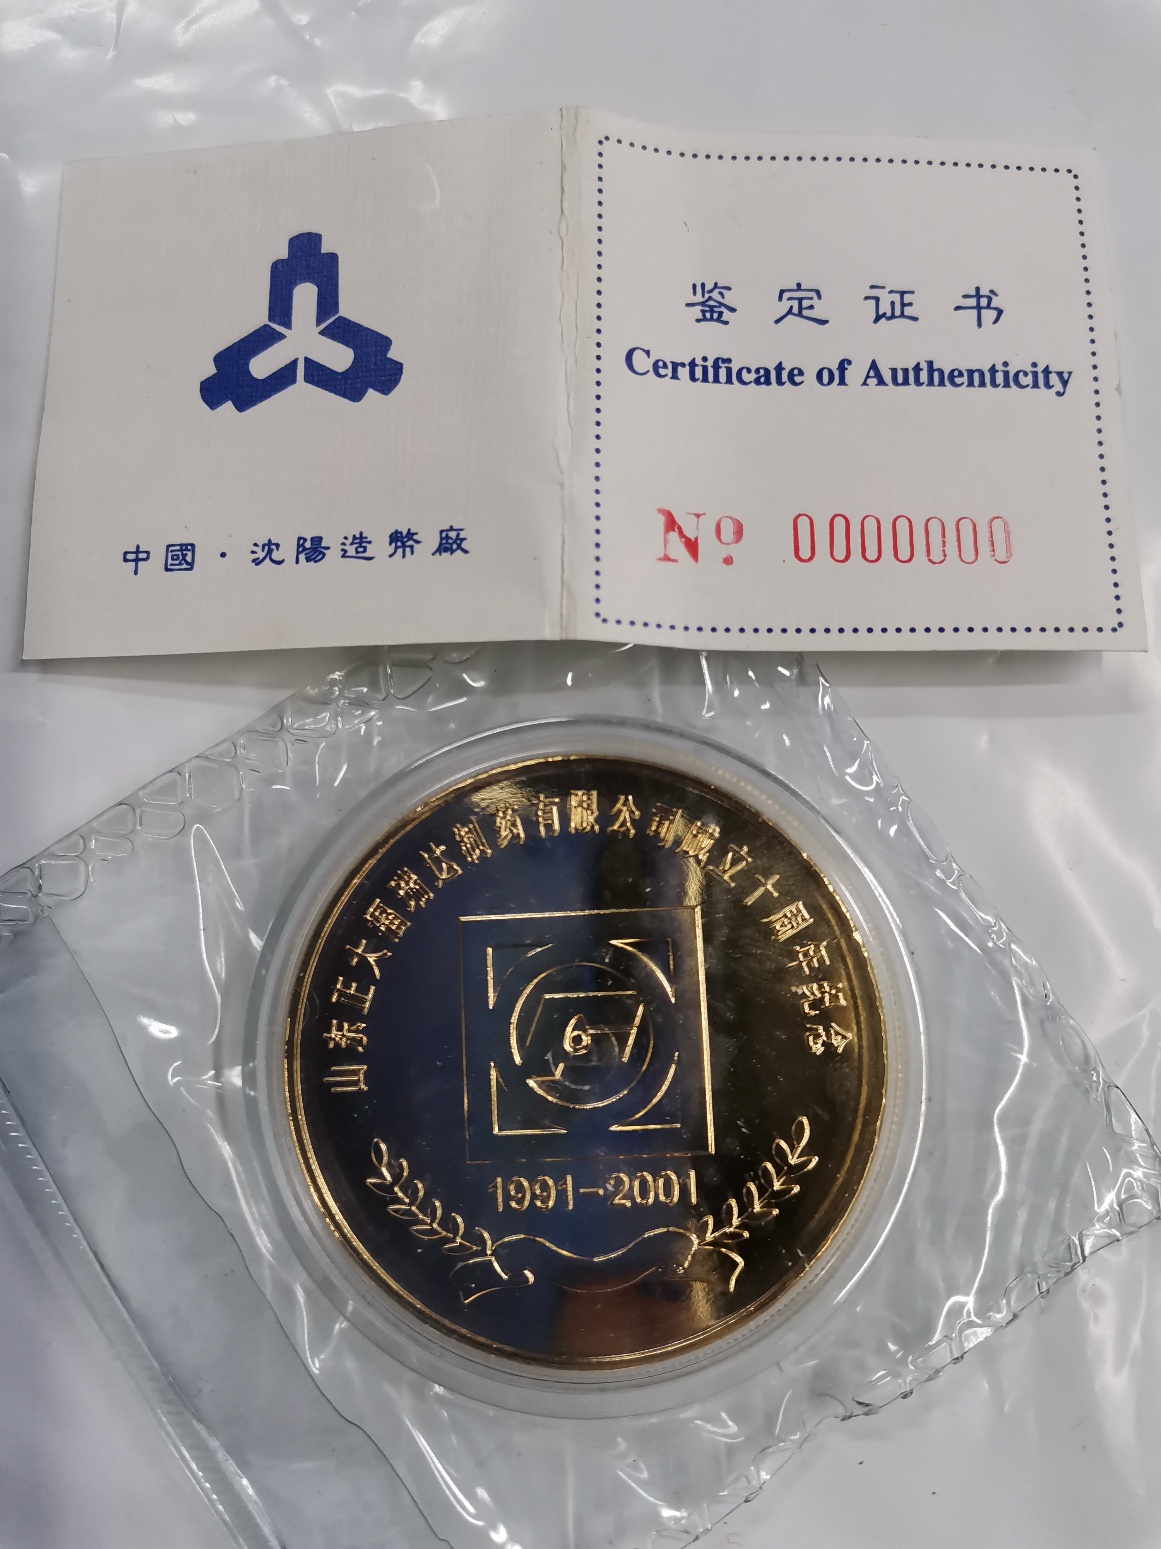 中國·沈陽造幣廠
鉴定证书
Certificate of Authenticity
Nº 0000000
山东正大福瑞达制药有限公司成立十周年纪念
1991-2001